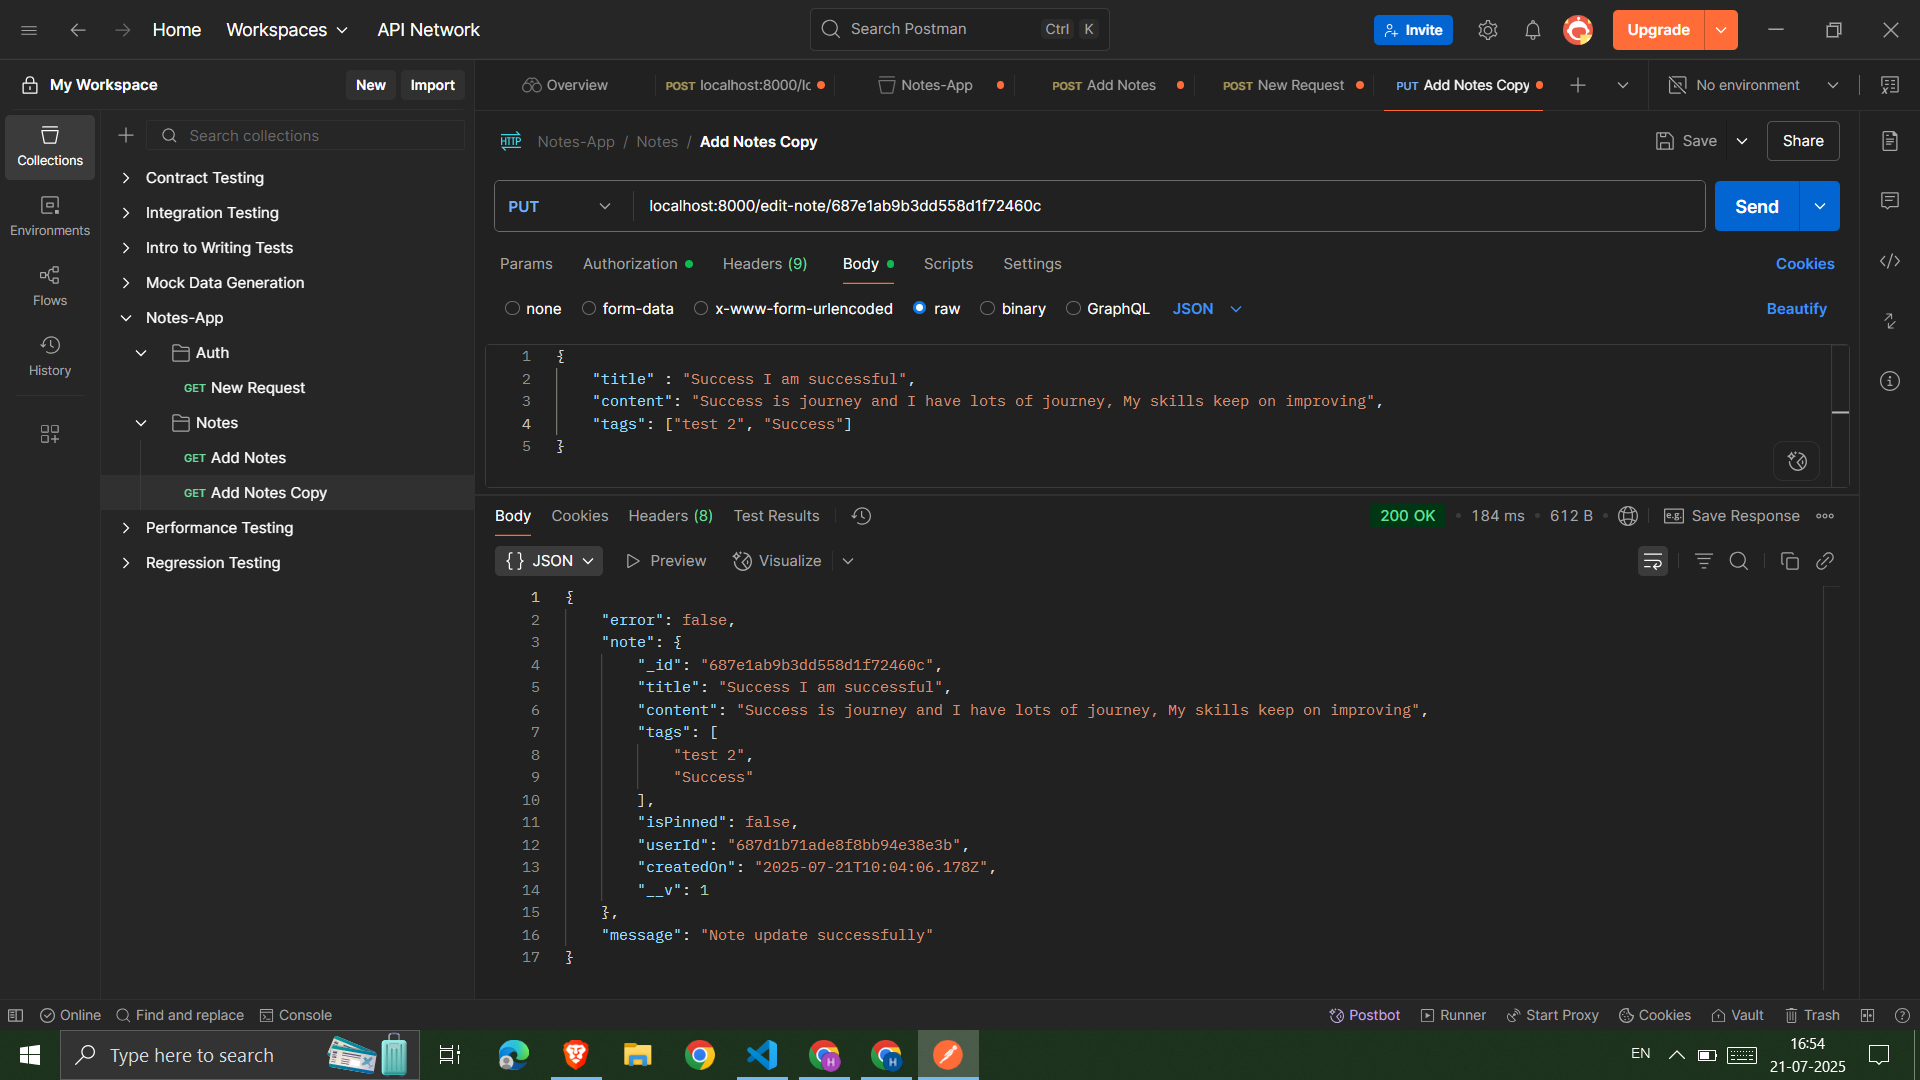 Home
Workspaces
API Network
Search Postman
Ctrl K
Invite
Upgrade
My Workspace
New
Import
Overview
POST localhost:8000/lc
Notes-App
POST Add Notes
POST New Request
PUT Add Notes Copy
No environment
Collections
Environments
Flows
History
Search collections
Contract Testing
Integration Testing
Intro to Writing Tests
Mock Data Generation
Notes-App
Auth
GET New Request
Notes
GET Add Notes
GET Add Notes Copy
Performance Testing
Regression Testing
HTTP Notes-App / Notes / Add Notes Copy
Save
Share
PUT
localhost:8000/edit-note/687e1ab9b3dd558d1f72460c
Send
Params Authorization Headers (9) Body Scripts Settings
Cookies
none form-data x-www-form-urlencoded raw binary GraphQL JSON
Beautify
1 {
2 "title" : "Success I am successful",
3 "content": "Success is journey and I have lots of journey, My skills keep on improving",
4 "tags": ["test 2", "Success"]
5 }
Body Cookies Headers (8) Test Results
200 OK • 184 ms • 612 B • e.g. Save Response
{} JSON Preview Visualize
1 {
2 "error": false,
3 "note": {
4 "_id": "687e1ab9b3dd558d1f72460c",
5 "title": "Success I am successful",
6 "content": "Success is journey and I have lots of journey, My skills keep on improving",
7 "tags": [
8 "test 2",
9 "Success"
10 ],
11 "isPinned": false,
12 "userId": "687d1b71ade8f8bb94e38e3b",
13 "createdOn": "2025-07-21T10:04:06.178Z",
14 "__v": 1
15 },
16 "message": "Note update successfully"
17 }
Online
Find and replace
Console
Postbot
Runner
Start Proxy
Cookies
Vault
Trash
Type here to search
H
H
EN
16:54
21-07-2025